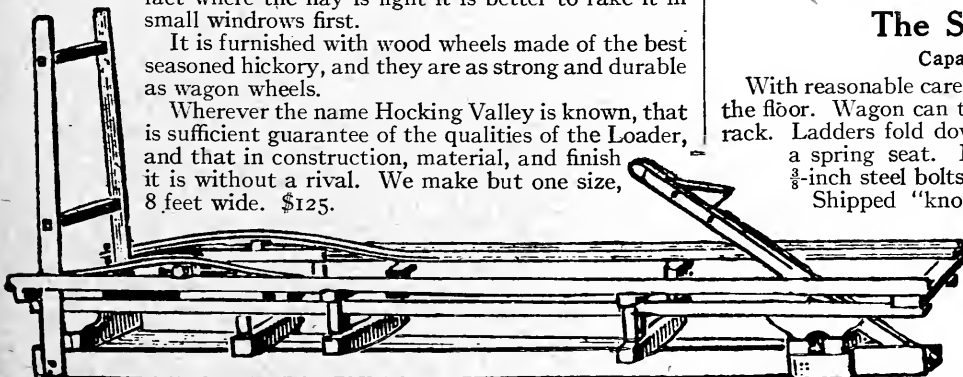 fact where the hay is light it is better to rake it in
small windrows first.
It is furnished with wood wheels made of the best
seasoned hickory, and they are as strong and durable
as wagon wheels.
Wherever the name Hocking Valley is known, that
is sufficient guarantee of the qualities of the Loader,
and that in construction, material, and finish
it is without a rival. We make but one size,
8 feet wide. $125.
The S
Capa
With reasonable care
the floor. Wagon can t
rack. Ladders fold do
a spring seat.
⅜-inch steel bolts
Shipped "kno